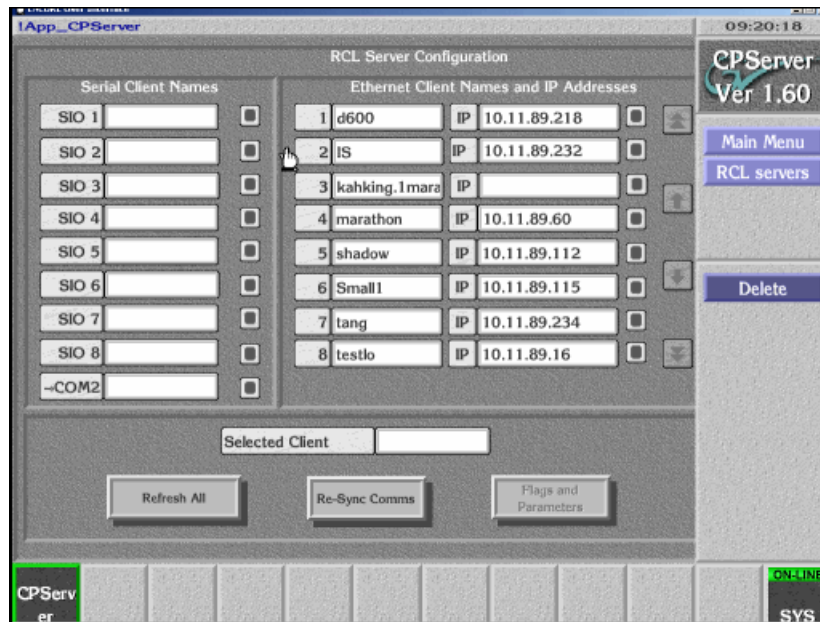 !App_CPServer
09:20:18
RCL Server Configuration
Serial Client Names
Ethernet Client Names and IP Addresses
SIO 1
SIO 2
SIO 3
SIO 4
SIO 5
SIO 6
SIO 7
SIO 8
COM2
1 d600 IP 10.11.89.218
2 IS IP 10.11.89.232
3 kahking.1mara IP
4 marathon IP 10.11.89.60
5 shadow IP 10.11.89.112
6 Small1 IP 10.11.89.115
7 tang IP 10.11.89.234
8 testlo IP 10.11.89.16
Selected Client
Refresh All
Re-Sync Comms
Flags and
Parameters
CPServer
Ver 1.60
Main Menu
RCL servers
Delete
CPServ
er
ON-LINE
SYS